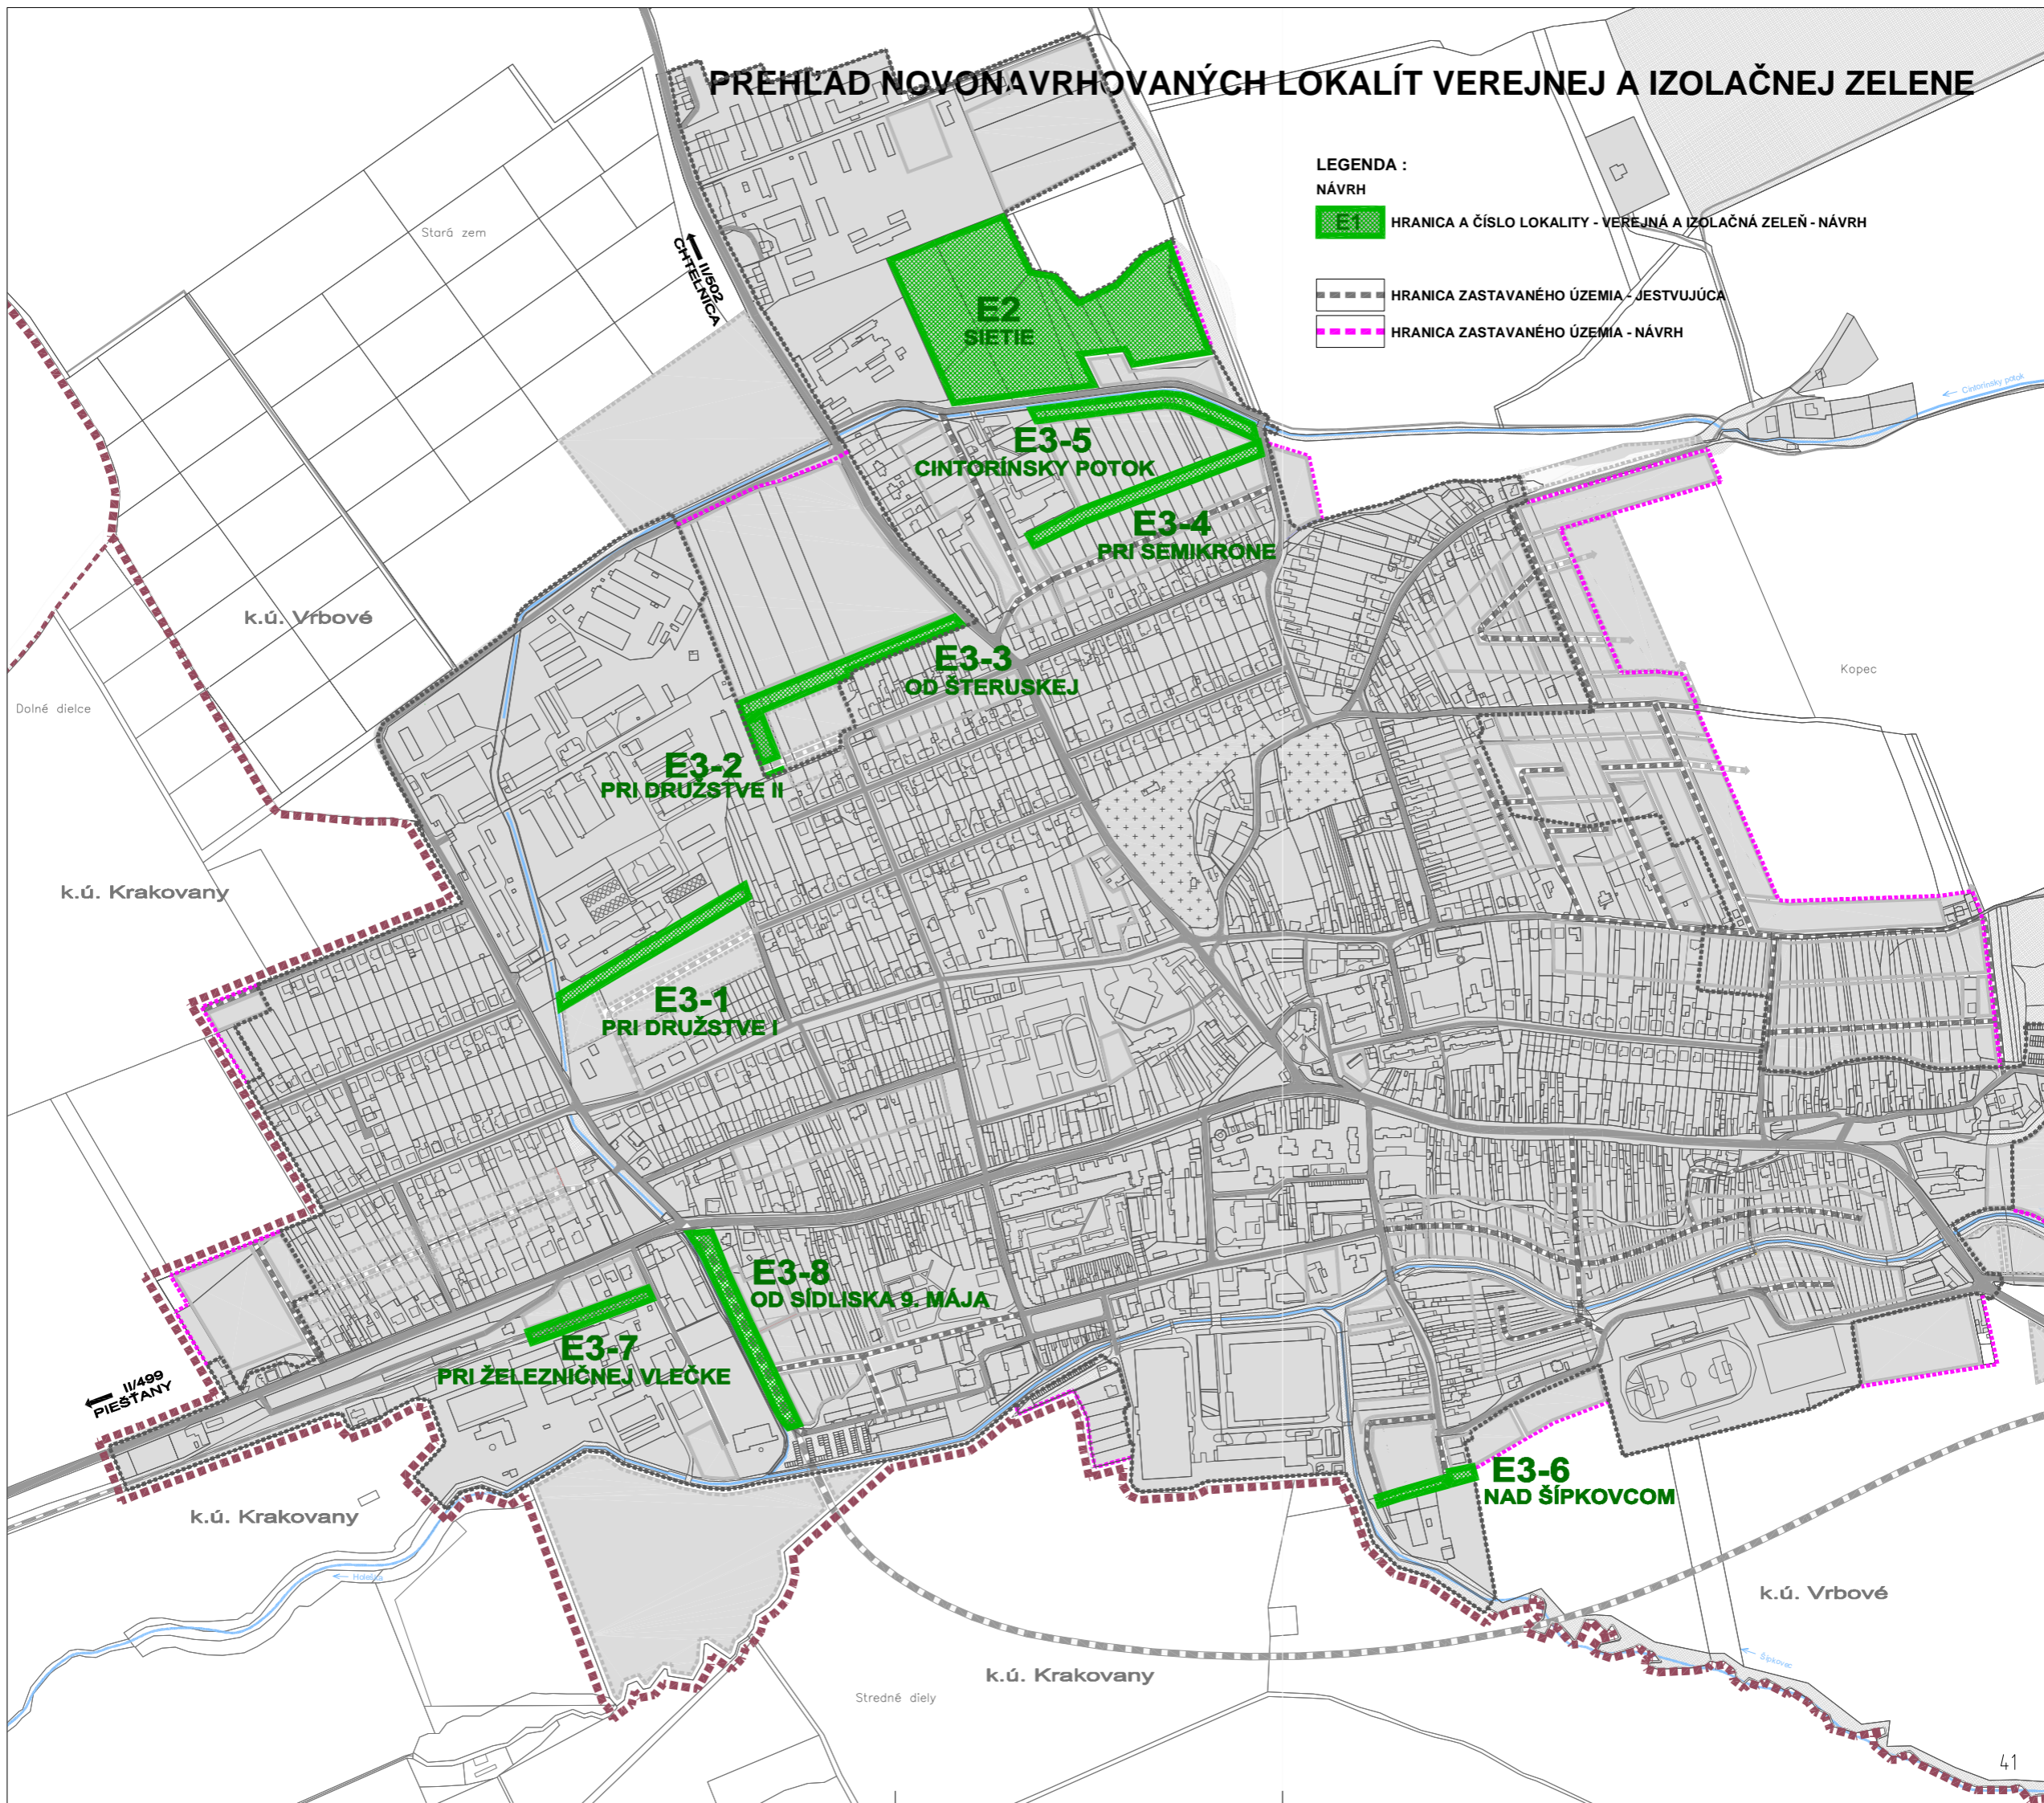 PREHĽAD NOVONAVRHOVANÝCH LOKALÍT VEREJNEJ A IZOLAČNEJ ZELENE
LEGENDA :
NÁVRH
E1 HRANICA A ČÍSLO LOKALITY - VEREJNÁ A IZOLAČNÁ ZELEŇ - NÁVRH
HRANICA ZASTAVANÉHO ÚZEMIA - JESTVUJÚCA
HRANICA ZASTAVANÉHO ÚZEMIA - NÁVRH
Stará zem
II/502
CHTELNICA
E2
SIETIE
Cintorínsky potok
E3-5
CINTORÍNSKY POTOK
E3-4
PRI SEMIKRONE
k.ú. Vrbové
E3-3
OD ŠTERUSKEJ
Kopec
Dolné dielce
E3-2
PRI DRUŽSTVE II
k.ú. Krakovany
E3-1
PRI DRUŽSTVE I
E3-8
OD SÍDLISKA 9. MÁJA
E3-7
PRI ŽELEZNIČNEJ VLEČKE
II/499
PIEŠŤANY
E3-6
NAD ŠÍPKOVCOM
k.ú. Krakovany
Holeška
k.ú. Vrbové
Šípkovec
k.ú. Krakovany
Stredné diely
41